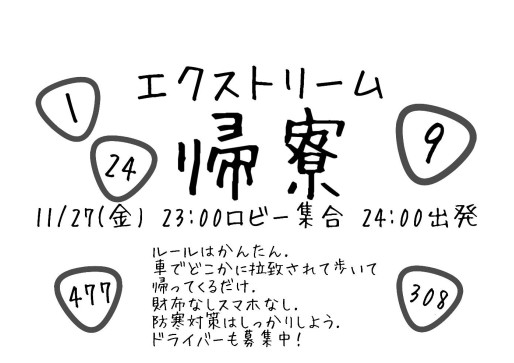 エクストリーム
1
9
24
帰寮
11/27(金) 23:00ロビー集合 24:00出発
ルールはかんたん.
車でどこかに拉致されて歩いて
帰ってくるだけ.
財布なしスマホなし.
防寒対策はしっかりしよう.
ドライバーも募集中!
477
308